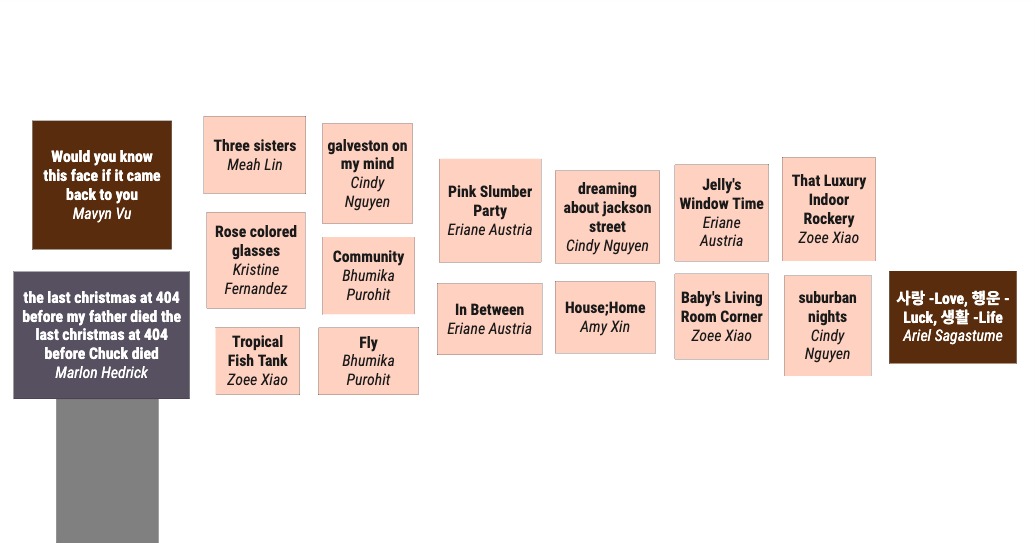 Would you know
this face if it came
back to you
Mavyn Vu
the last christmas at 404
before my father died the
last christmas at 404
before Chuck died
Marlon Hedrick
Three sisters
Meah Lin
Rose colored
glasses
Kristine
Fernandez
Tropical
Fish Tank
Zoee Xiao
galveston on
my mind
Cindy
Nguyen
Community
Bhumika
Purohit
Fly
Bhumika
Purohit
Pink Slumber
Party
Eriane Austria
In Between
Eriane Austria
dreaming
about jackson
street
Cindy Nguyen
House;Home
Amy Xin
Jelly's
Window Time
Eriane
Austria
Baby's Living
Room Corner
Zoee Xiao
That Luxury
Indoor
Rockery
Zoee Xiao
suburban
nights
Cindy
Nguyen
사랑 -Love, 행운 -
Luck, 생활 -Life
Ariel Sagastume